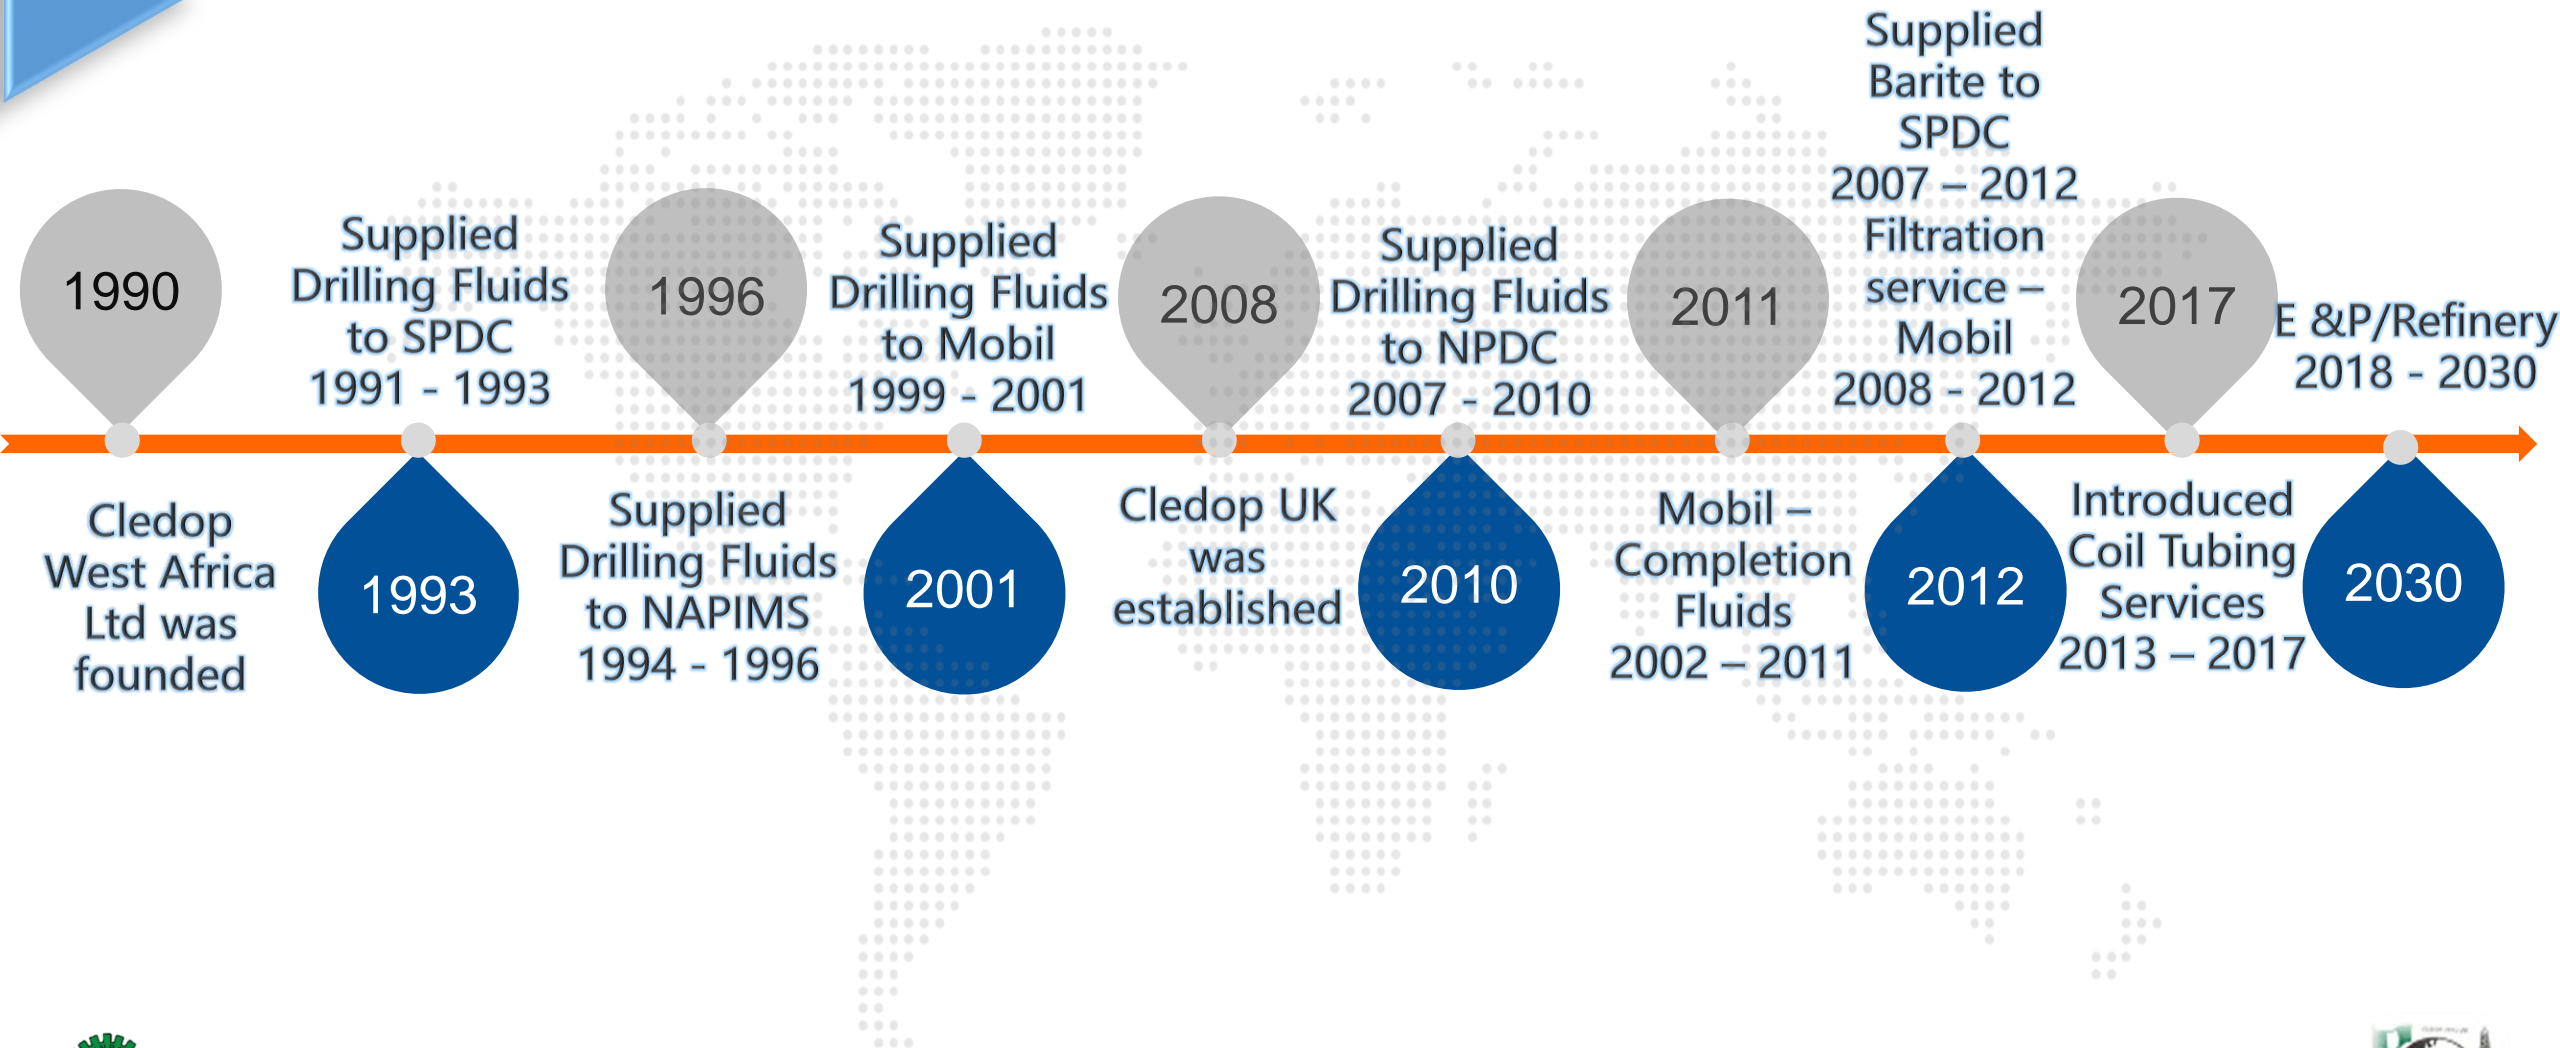 1990
Cledop
West Africa
Ltd was
founded
Supplied
Drilling Fluids
to SPDC
1991 - 1993
1993
1996
Supplied
Drilling Fluids
to NAPIMS
1994 - 1996
Supplied
Drilling Fluids
to Mobil
1999 - 2001
2001
2008
Cledop UK
was
established
Supplied
Drilling Fluids
to NPDC
2007 - 2010
2010
2011
Mobil –
Completion
Fluids
2002 – 2011
Supplied
Barite to
SPDC
2007 – 2012
Filtration
service –
Mobil
2008 - 2012
2012
2017
Introduced
Coil Tubing
Services
2013 – 2017
E &P/Refinery
2018 - 2030
2030